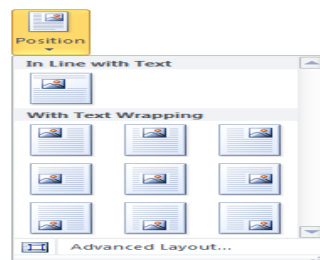 Position
In Line with Text
With Text Wrapping
Advanced Layout...